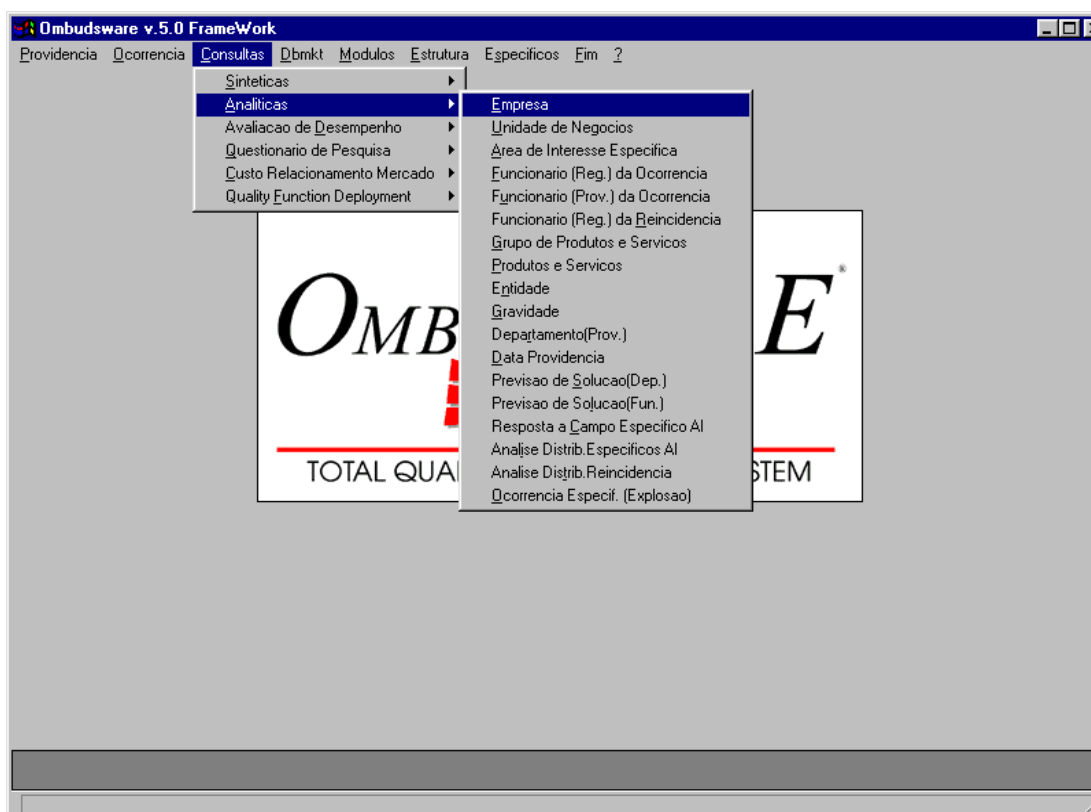 Ombudsware v.5.0 FrameWork
Providencia Ocorrencia Consultas Dbmkt Modulos Estrutura Especificos Fim ?
Sinteticas
Analiticas
Avaliacao de Desempenho
Questionario de Pesquisa
Custo Relacionamento Mercado
Quality Function Deployment
Empresa
Unidade de Negocios
Area de Interesse Especifica
Funcionario (Reg.) da Ocorrencia
Funcionario (Prov.) da Ocorrencia
Funcionario (Reg.) da Reincidencia
Grupo de Produtos e Servicos
Produtos e Servicos
Entidade
Gravidade
Departamento(Prov.)
Data Providencia
Previsao de Solucao(Dep.)
Previsao de Solucao(Fun.)
Resposta a Campo Especifico AI
Analise Distrib.Especificos AI
Analise Distrib.Reincidencia
Ocorrencia Especif. (Explosao)
OMB E ®
TOTAL QUA STEM